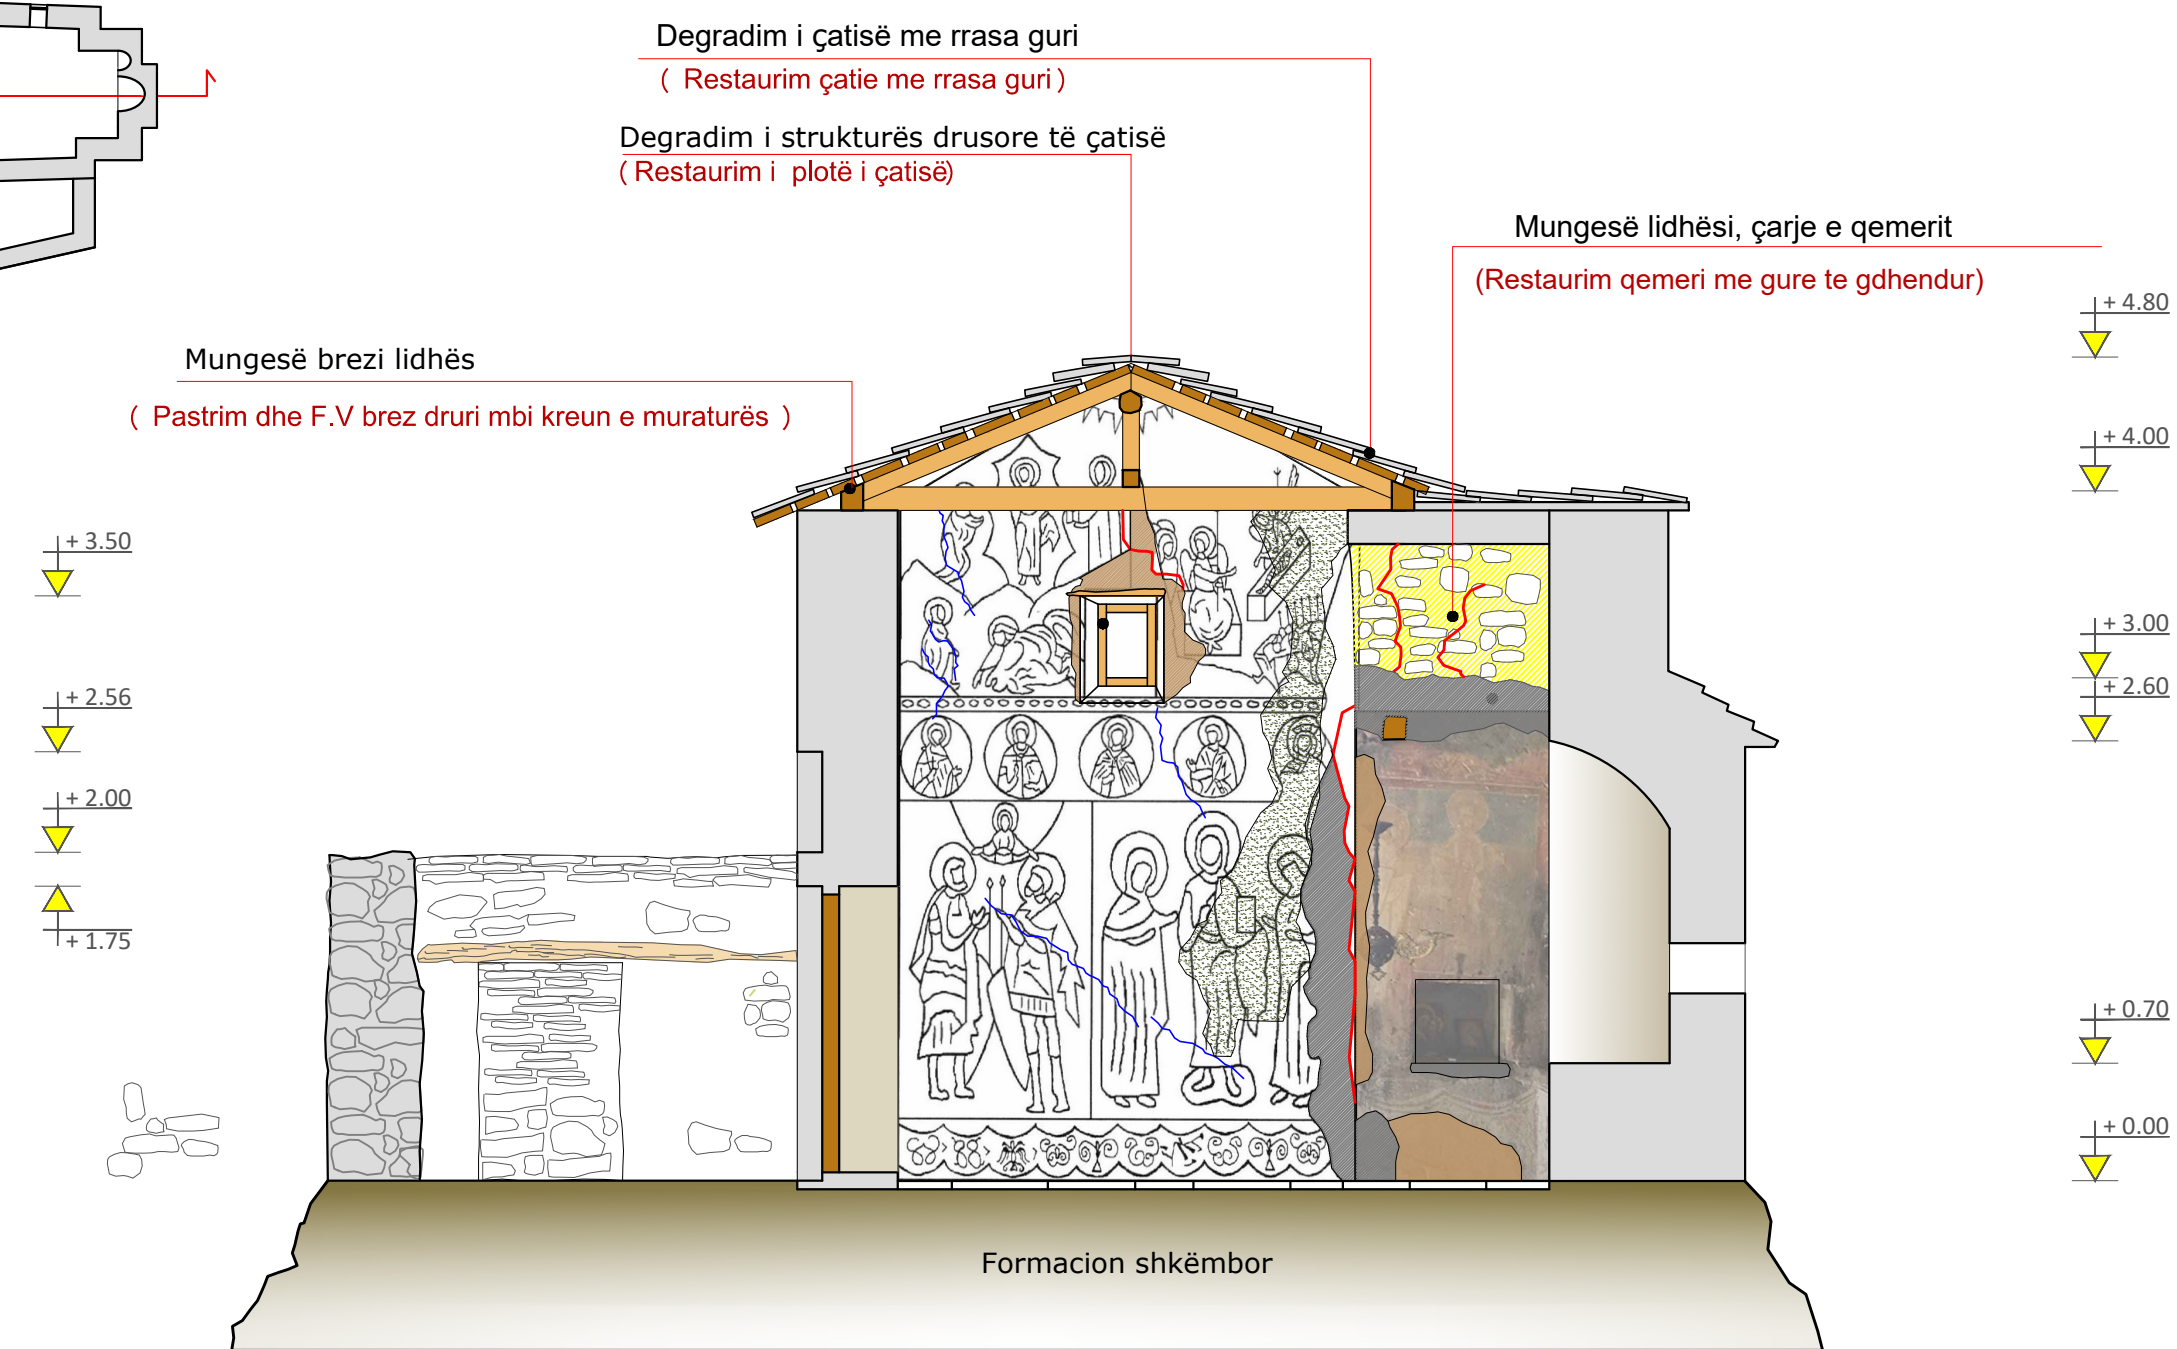 Degradim i çatisë me rrasa guri
( Restaurim çatie me rrasa guri)
Degradim i strukturës drusore të çatisë
( Restaurim i plotë i çatisë)
Mungesë lidhësi, çarje e qemerit
(Restaurim qemeri me gure te gdhendur)
Mungesë brezi lidhës
( Pastrim dhe F.V brez druri mbi kreun e muraturës )
+ 4.80
+ 4.00
+ 3.50
+ 3.00
+ 2.56
+ 2.60
+ 2.00
+ 1.75
+ 0.70
+ 0.00
Formacion shkëmbor